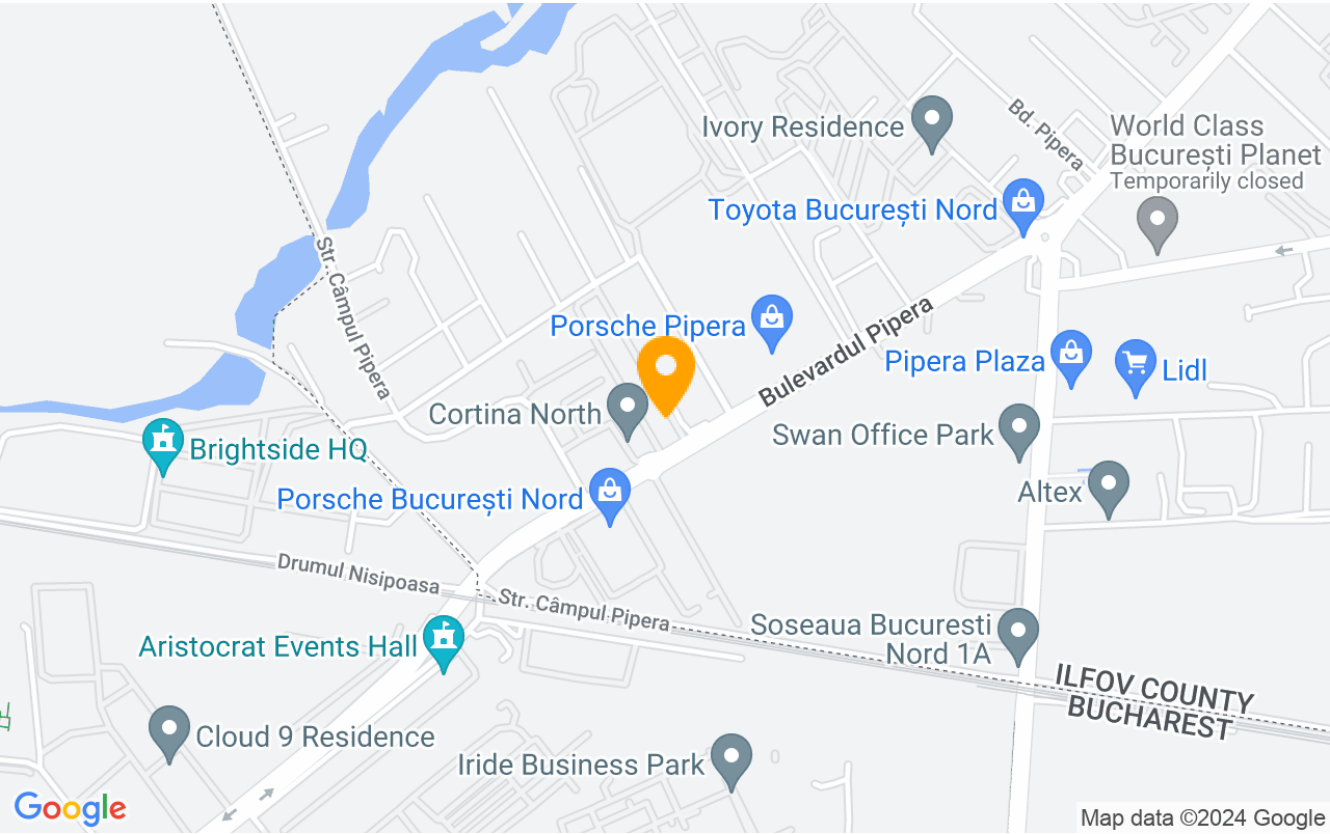 Ivory Residence
Bd. Pipera
World Class
București Planet
Temporarily closed
Toyota București Nord
Str. Câmpul Pipera
Porsche Pipera
Bulevardul Pipera
Pipera Plaza
Lidl
Cortina North
Swan Office Park
Brightside HQ
Porsche București Nord
Altex
Drumul Nisipoasa
Str. Câmpul Pipera
Aristocrat Events Hall
Soseaua Bucuresti
Nord 1A
ILFOV COUNTY
BUCHAREST
Cloud 9 Residence
Iride Business Park
Google
Map data ©2024 Google